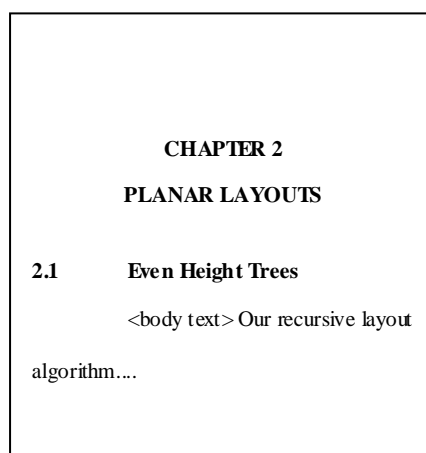 CHAPTER 2
PLANAR LAYOUTS
2.1 Even Height Trees
<body text> Our recursive layout
algorithm....